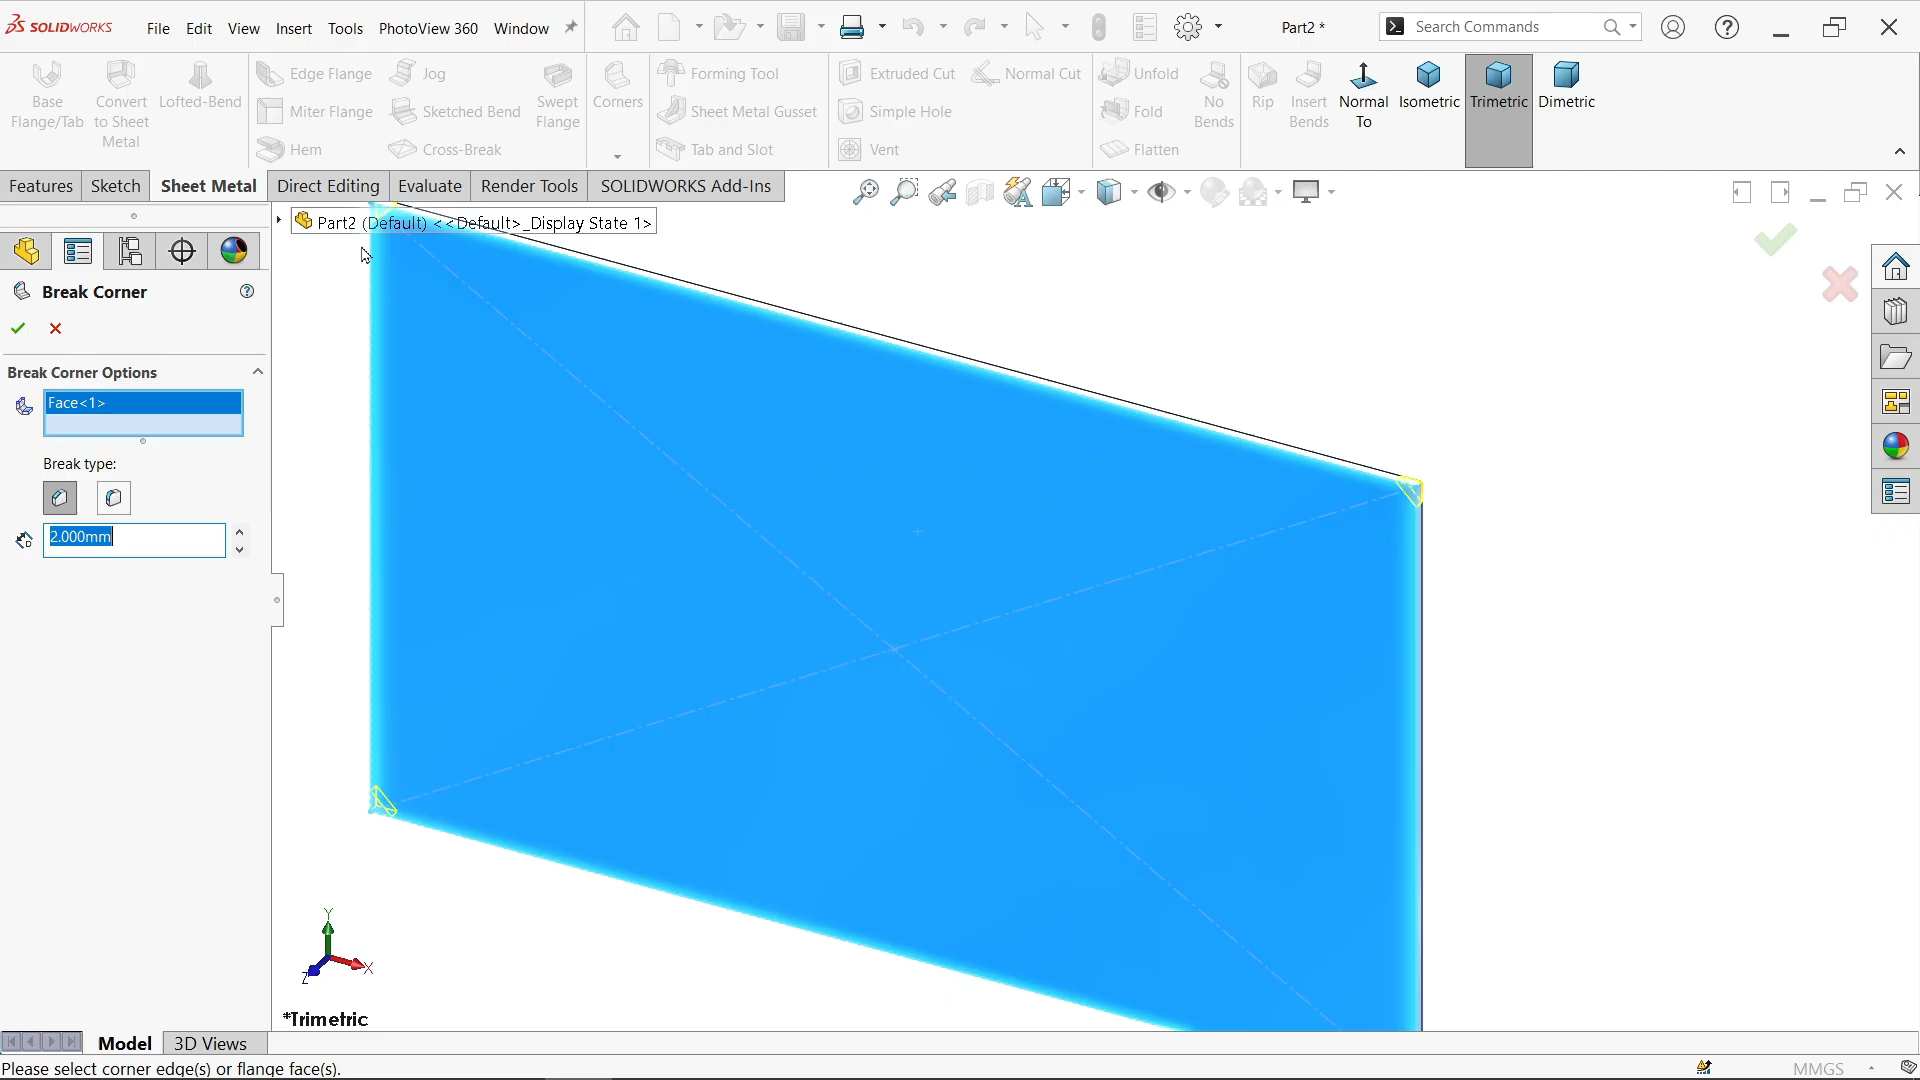 SOLIDWORKS File Edit View Insert Tools PhotoView 360 Window Part2 * Search Commands
Base Flange/Tab
Convert to Sheet Metal
Lofted-Bend
Edge Flange
Miter Flange
Hem
Jog
Sketched Bend
Cross-Break
Swept Flange
Corners
Forming Tool
Sheet Metal Gusset
Tab and Slot
Extruded Cut
Simple Hole
Vent
Normal Cut
Unfold
Fold
Flatten
No Bends
Rip
Insert Bends
Normal To
Isometric
Trimetric
Dimetric
Features Sketch Sheet Metal Direct Editing Evaluate Render Tools SOLIDWORKS Add-Ins
Part2 (Default) <<Default>_Display State 1>
Break Corner
Break Corner Options
Face<1>
Break type:
2.000mm
Y
X
Z
*Trimetric
Model 3D Views
Please select corner edge(s) or flange face(s).
MMGS